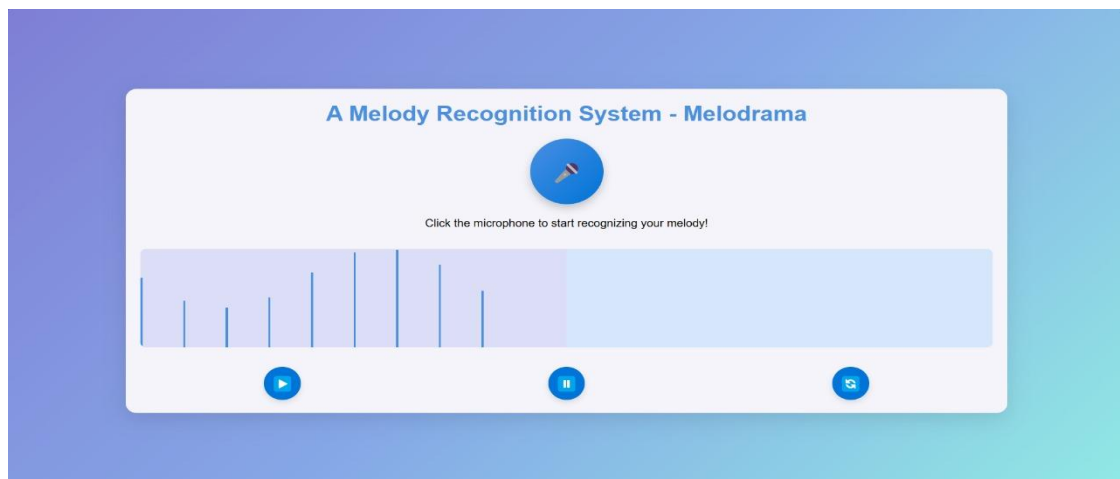 A Melody Recognition System - Melodrama
Click the microphone to start recognizing your melody!